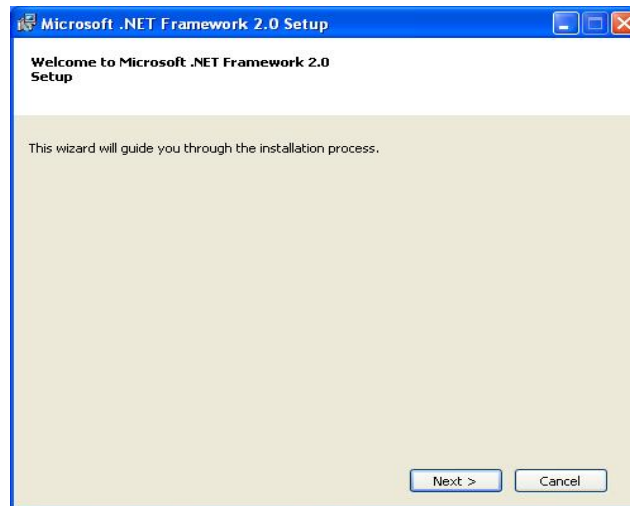 Microsoft .NET Framework 2.0 Setup
Welcome to Microsoft .NET Framework 2.0
Setup
This wizard will guide you through the installation process.
Next > Cancel